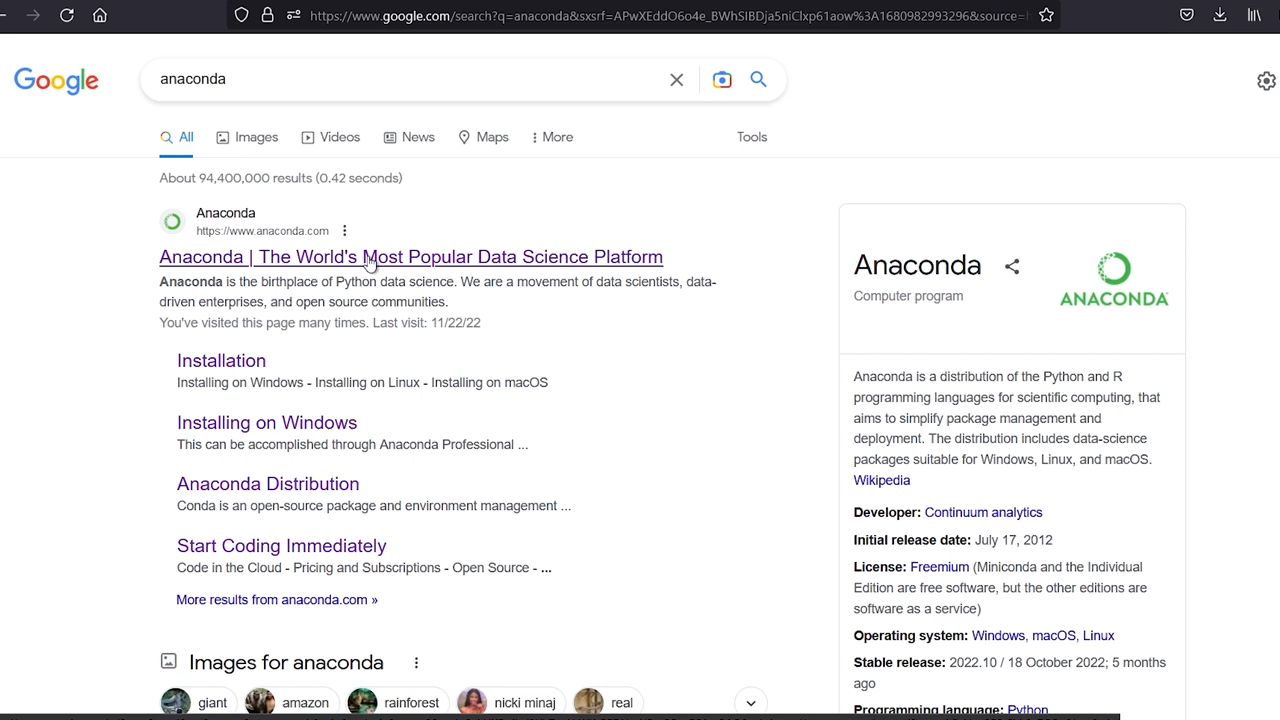 https://www.google.com/search?q=anaconda&sxsrf=APwXEddO6o4e_BWhSIBDja5niClxp61aow%3A1680982993296&source=
Google
anaconda
All Images Videos News Maps More Tools
About 94,400,000 results (0.42 seconds)
Anaconda
https://www.anaconda.com
Anaconda | The World's Most Popular Data Science Platform
Anaconda is the birthplace of Python data science. We are a movement of data scientists, data-
driven enterprises, and open source communities.
You've visited this page many times. Last visit: 11/22/22
Installation
Installing on Windows - Installing on Linux - Installing on macOS
Installing on Windows
This can be accomplished through Anaconda Professional ...
Anaconda Distribution
Conda is an open-source package and environment management ...
Start Coding Immediately
Code in the Cloud - Pricing and Subscriptions - Open Source - ...
More results from anaconda.com »
Images for anaconda
giant amazon rainforest nicki minaj real
Anaconda
Computer program
ANACONDA
Anaconda is a distribution of the Python and R
programming languages for scientific computing, that
aims to simplify package management and
deployment. The distribution includes data-science
packages suitable for Windows, Linux, and macOS.
Wikipedia
Developer: Continuum analytics
Initial release date: July 17, 2012
License: Freemium (Miniconda and the Individual
Edition are free software, but the other editions are
software as a service)
Operating system: Windows, macOS, Linux
Stable release: 2022.10 / 18 October 2022; 5 months
ago
Programming language: Python